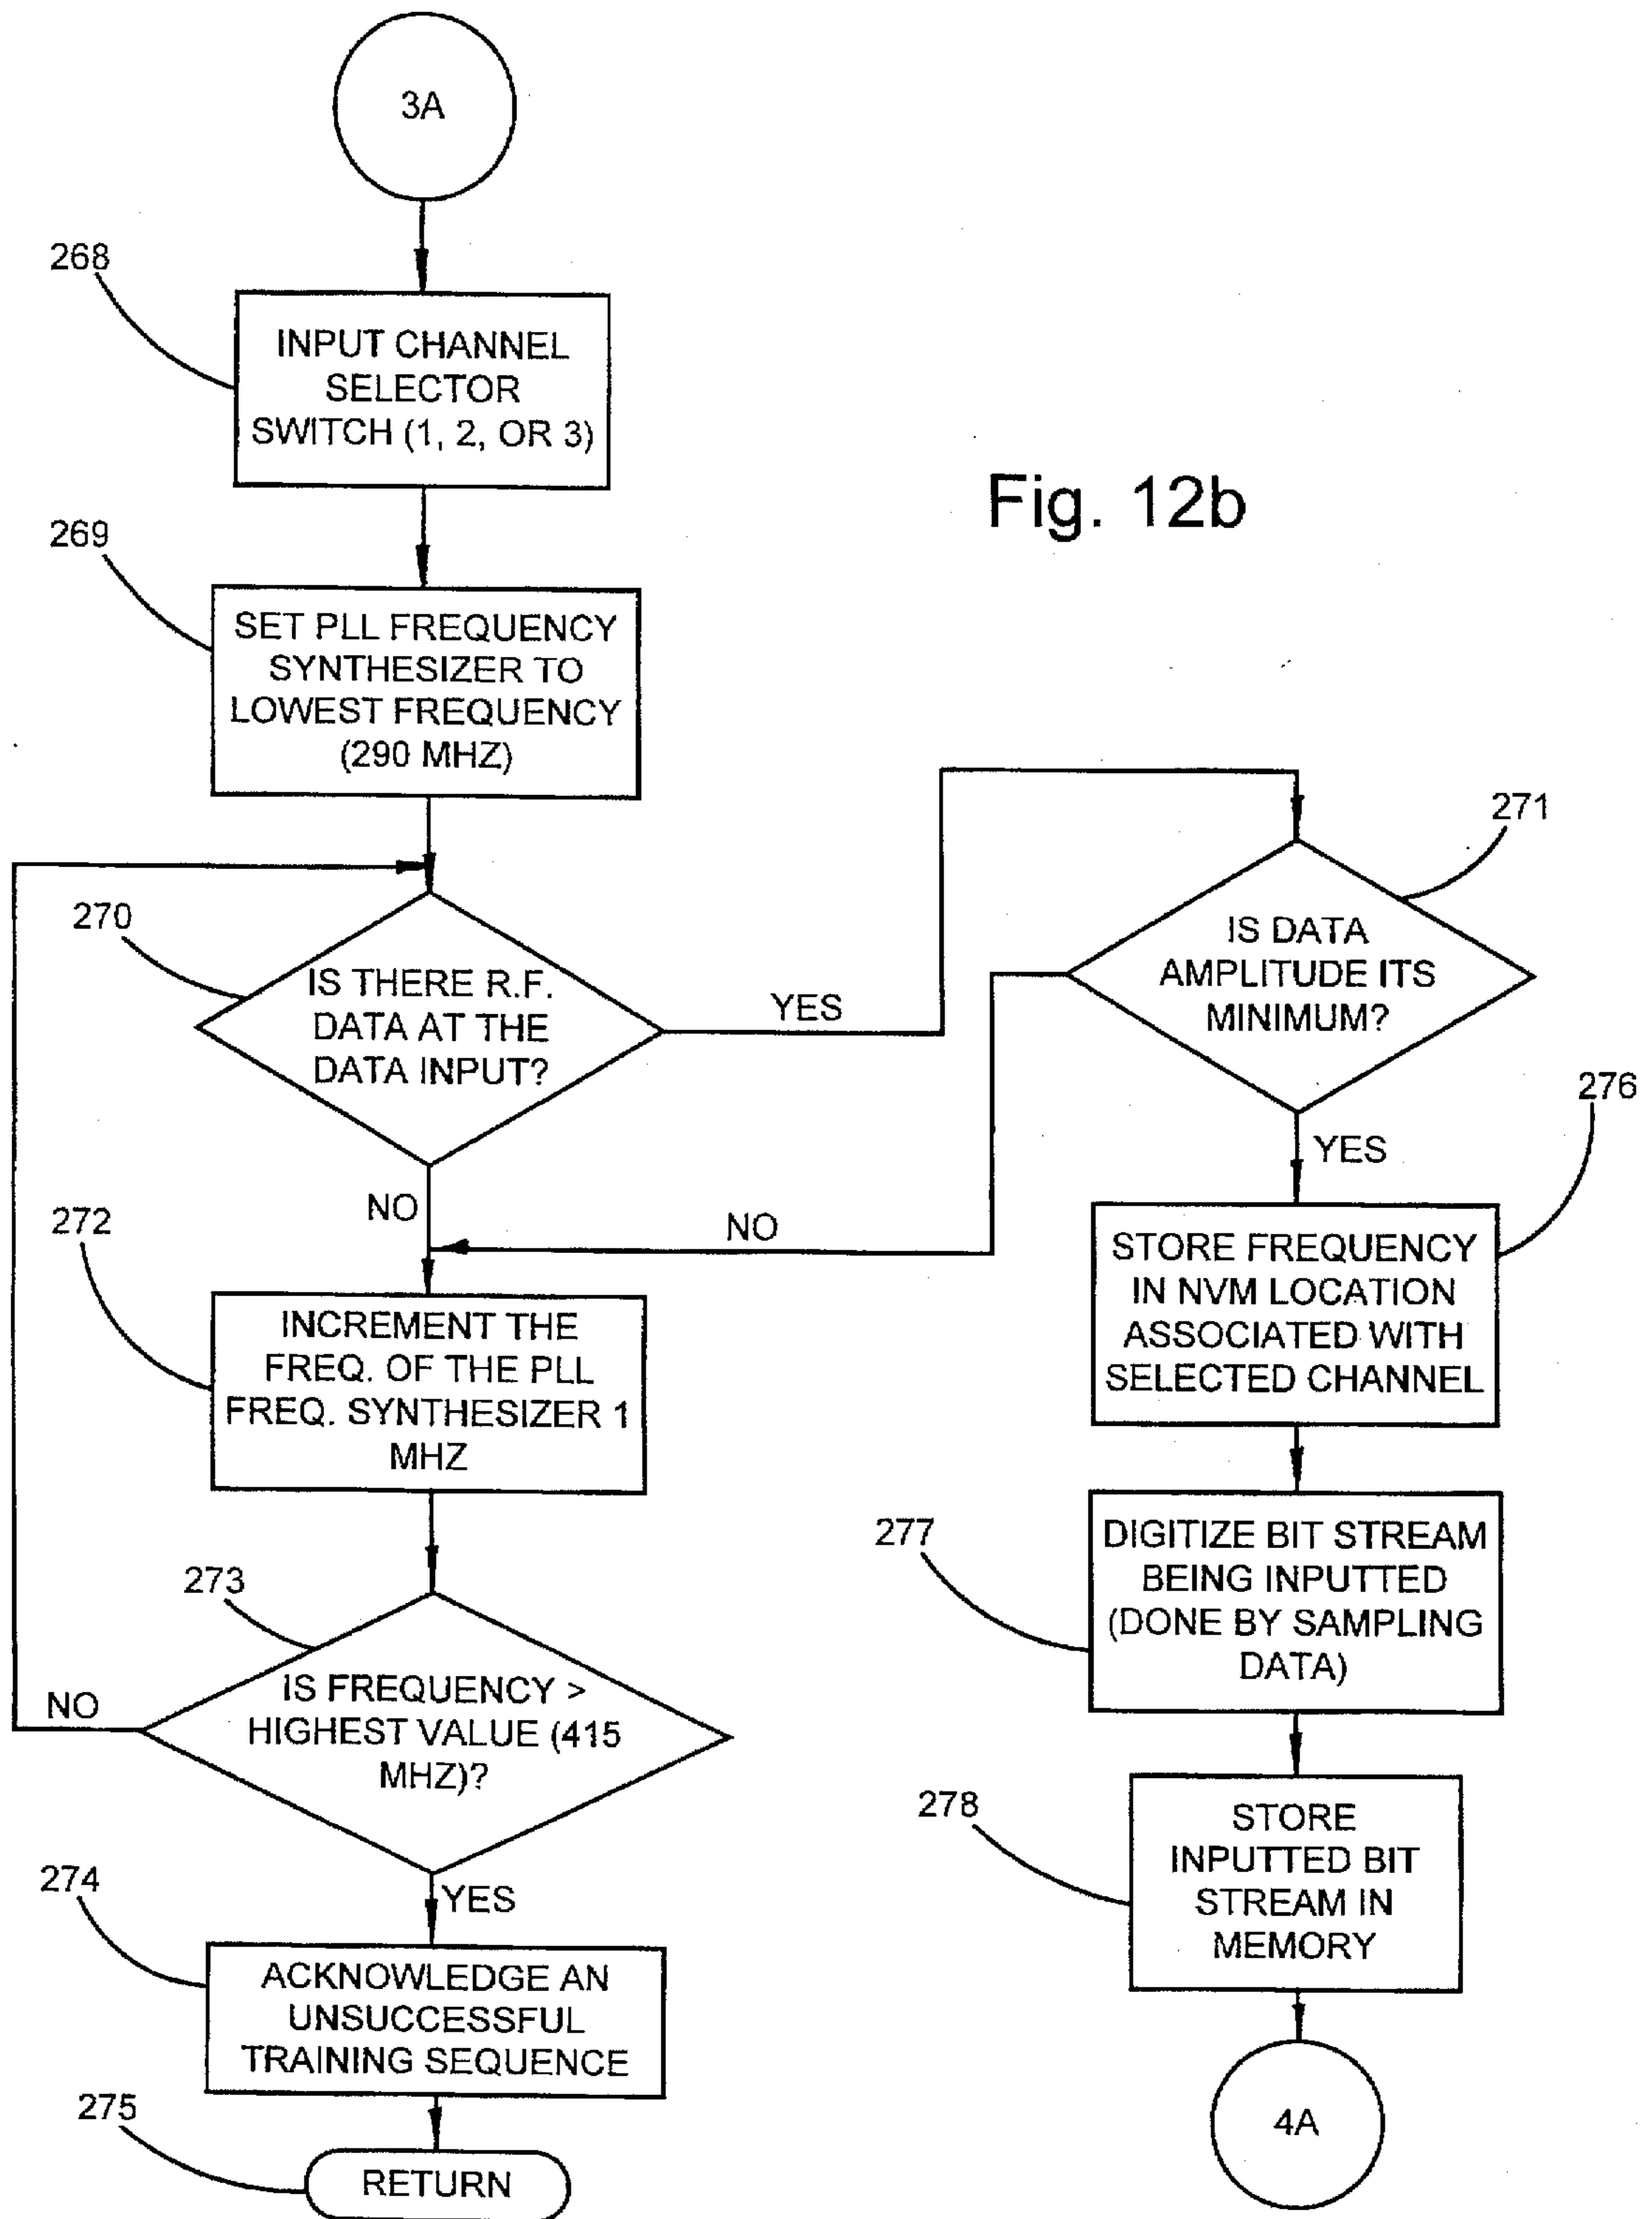 3A
268
INPUT CHANNEL
SELECTOR
SWITCH (1, 2, OR 3)
Fig. 12b
269
SET PLL FREQUENCY
SYNTHESIZER TO
LOWEST FREQUENCY
(290 MHZ)
270
IS THERE R.F.
DATA AT THE
DATA INPUT?
YES
271
IS DATA
AMPLITUDE ITS
MINIMUM?
NO
NO
YES
272
INCREMENT THE
FREQ. OF THE PLL
FREQ. SYNTHESIZER 1
MHZ
276
STORE FREQUENCY
IN NVM LOCATION
ASSOCIATED WITH
SELECTED CHANNEL
273
IS FREQUENCY >
HIGHEST VALUE (415
MHZ)?
NO
YES
277
DIGITIZE BIT STREAM
BEING INPUTTED
(DONE BY SAMPLING
DATA)
274
ACKNOWLEDGE AN
UNSUCCESSFUL
TRAINING SEQUENCE
278
STORE
INPUTTED BIT
STREAM IN
MEMORY
275
RETURN
4A